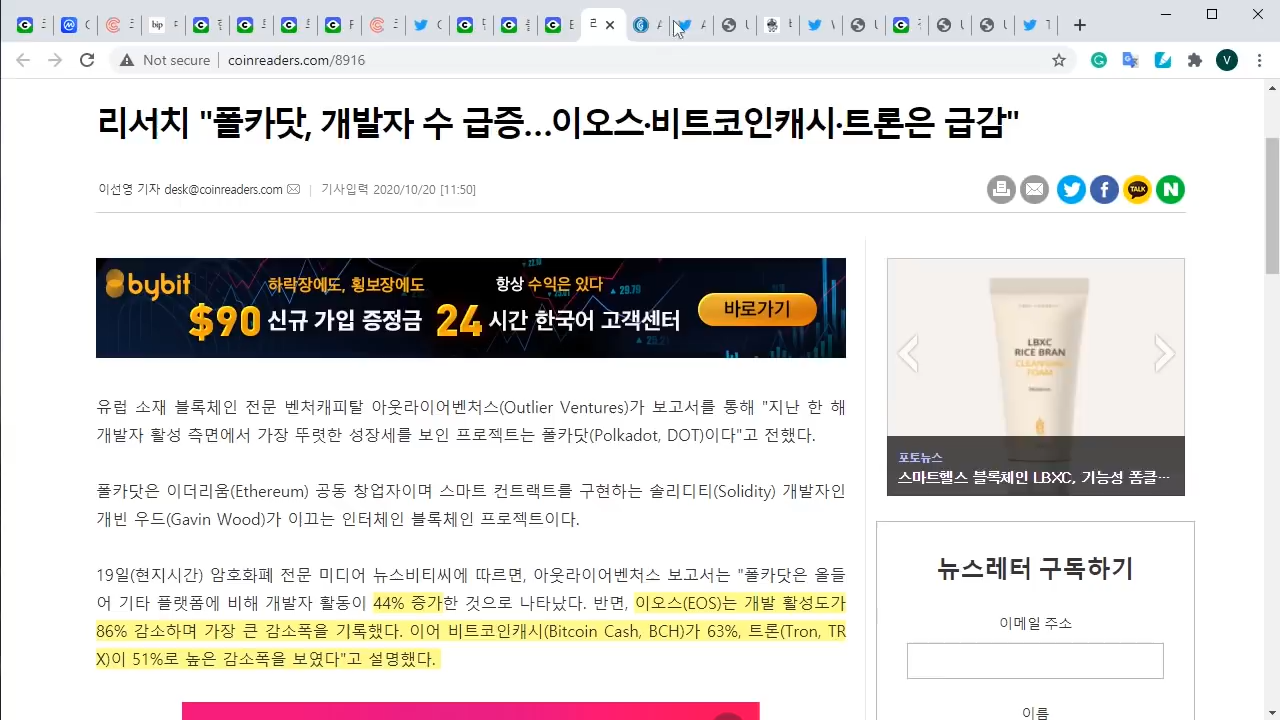 Not secure
coinreaders.com/8916
V
리서치 "폴카닷, 개발자 수 급증...이오스·비트코인캐시·트론은 급감"
이선영 기자 desk@coinreaders.com
기사입력 2020/10/20 [11:50]
TALK
N
bybit
하락장에도, 횡보장에도
항상 수익은 있다
$90 신규 가입 증정금
24 시간 한국어 고객센터
바로가기
LBXC
RICE BRAN
CLEANSING
FOAM
포토뉴스
스마트헬스 블록체인 LBXC, 기능성 폼클…
유럽 소재 블록체인 전문 벤처캐피탈 아웃라이어벤처스(Outlier Ventures)가 보고서를 통해 "지난 한 해
개발자 활성 측면에서 가장 뚜렷한 성장세를 보인 프로젝트는 폴카닷(Polkadot, DOT)이다"고 전했다.
폴카닷은 이더리움(Ethereum) 공동 창업자이며 스마트 컨트랙트를 구현하는 솔리디티(Solidity) 개발자인
개빈 우드(Gavin Wood)가 이끄는 인터체인 블록체인 프로젝트이다.
19일(현지시간) 암호화폐 전문 미디어 뉴스비티씨에 따르면, 아웃라이어벤처스 보고서는 "폴카닷은 올들
어 기타 플랫폼에 비해 개발자 활동이 44% 증가한 것으로 나타났다. 반면, 이오스(EOS)는 개발 활성도가
86% 감소하며 가장 큰 감소폭을 기록했다. 이어 비트코인캐시(Bitcoin Cash, BCH)가 63%, 트론(Tron, TR
X)이 51%로 높은 감소폭을 보였다"고 설명했다.
뉴스레터 구독하기
이메일 주소
이름